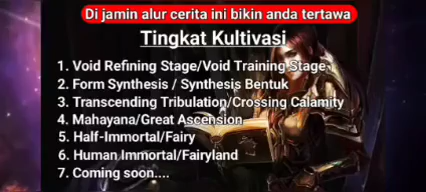 Di jamin alur cerita ini bikin anda tertawa
Tingkat Kultivasi
1. Void Refining Stage/Void Training Stage
2. Form Synthesis / Synthesis Bentuk
3. Transcending Tribulation/Crossing Calamity
4. Mahayana/Great Ascension
5. Half-Immortal/Fairy
6. Human Immortal/Fairyland
7. Coming soon....